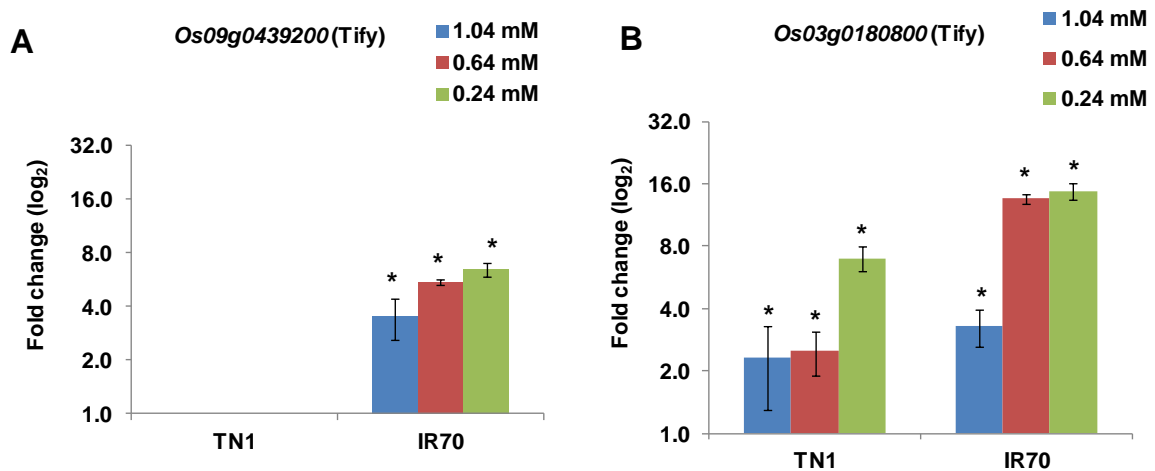 A
Os09g0439200 (Tify)
1.04 mM
0.64 mM
0.24 mM
Fold change (log₂)
32.0
16.0
8.0
4.0
2.0
1.0
*
*
*
TN1
IR70
B
Os03g0180800 (Tify)
1.04 mM
0.64 mM
0.24 mM
Fold change (log₂)
32.0
16.0
8.0
4.0
2.0
1.0
*
*
*
*
*
*
TN1
IR70